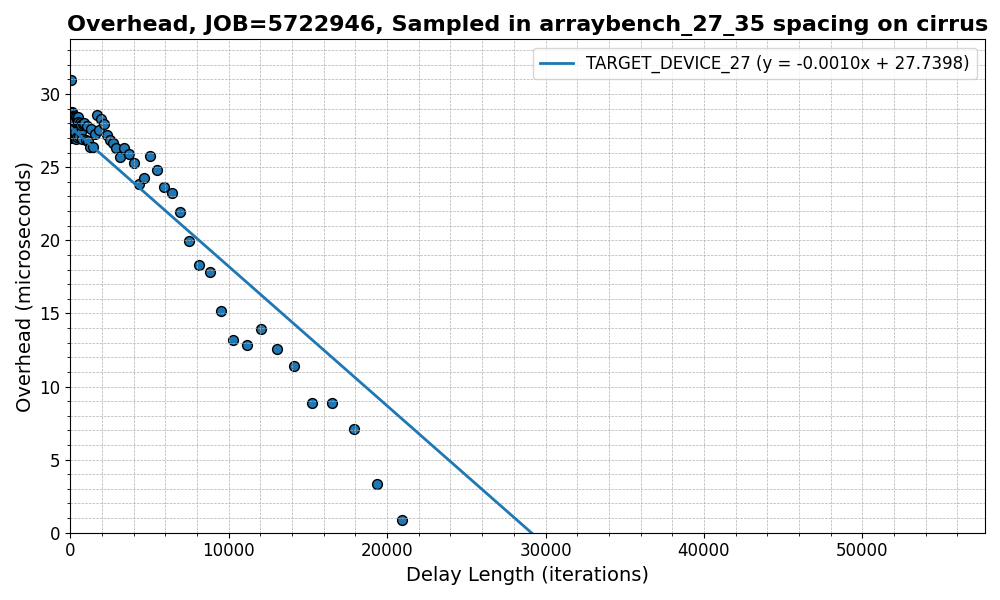 Overhead, JOB=5722946, Sampled in arraybench_27_35 spacing on cirrus
TARGET_DEVICE_27 (y = -0.0010x + 27.7398)
Overhead (microseconds)
30
25
20
15
10
5
0
0 10000 20000 30000 40000 50000
Delay Length (iterations)